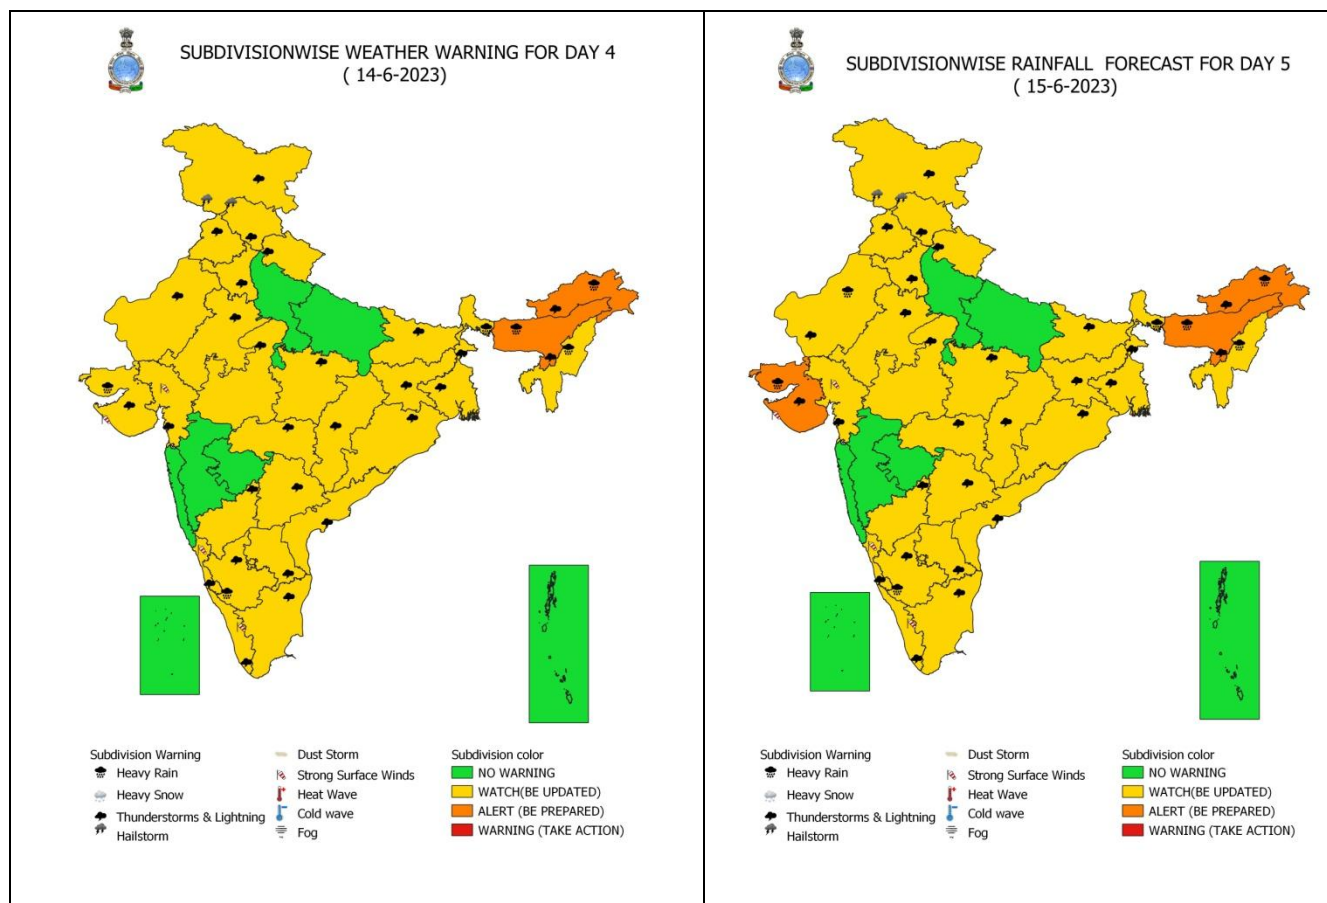 SUBDIVISIONWISE WEATHER WARNING FOR DAY 4
( 14-6-2023)
Subdivision Warning
Heavy Rain
Heavy Snow
Thunderstorms & Lightning
Hailstorm
Dust Storm
Strong Surface Winds
Heat Wave
Cold wave
Fog
Subdivision color
NO WARNING
WATCH(BE UPDATED)
ALERT (BE PREPARED)
WARNING (TAKE ACTION)
SUBDIVISIONWISE RAINFALL FORECAST FOR DAY 5
( 15-6-2023)
Subdivision Warning
Heavy Rain
Heavy Snow
Thunderstorms & Lightning
Hailstorm
Dust Storm
Strong Surface Winds
Heat Wave
Cold wave
Fog
Subdivision color
NO WARNING
WATCH(BE UPDATED)
ALERT (BE PREPARED)
WARNING (TAKE ACTION)